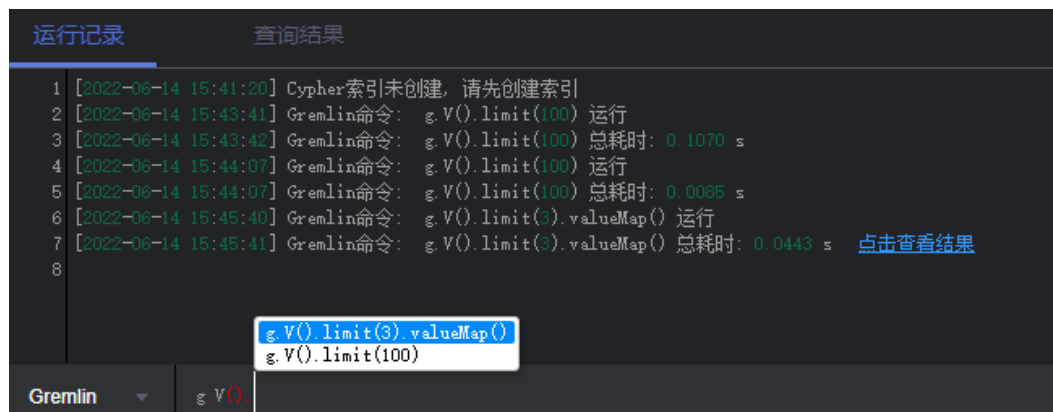 运行记录 查询结果
1 [2022-06-14 15:41:20] Cypher索引未创建, 请先创建索引
2 [2022-06-14 15:43:41] Gremlin命令: g.V().limit(100) 运行
3 [2022-06-14 15:43:42] Gremlin命令: g.V().limit(100) 总耗时: 0.1070 s
4 [2022-06-14 15:44:07] Gremlin命令: g.V().limit(100) 运行
5 [2022-06-14 15:44:07] Gremlin命令: g.V().limit(100) 总耗时: 0.0085 s
6 [2022-06-14 15:45:40] Gremlin命令: g.V().limit(3).valueMap() 运行
7 [2022-06-14 15:45:41] Gremlin命令: g.V().limit(3).valueMap() 总耗时: 0.0443 s 点击查看结果
8
g.V().limit(3).valueMap()
g.V().limit(100)
Gremlin g V().